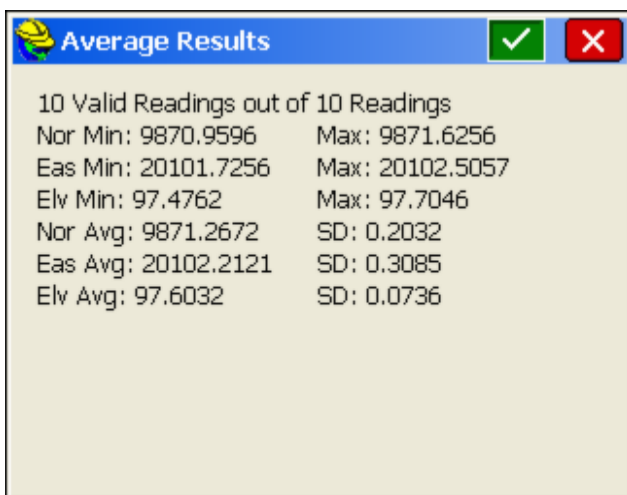 Average Results
10 Valid Readings out of 10 Readings
Nor Min: 9870.9596 Max: 9871.6256
Eas Min: 20101.7256 Max: 20102.5057
Elv Min: 97.4762 Max: 97.7046
Nor Avg: 9871.2672 SD: 0.2032
Eas Avg: 20102.2121 SD: 0.3085
Elv Avg: 97.6032 SD: 0.0736